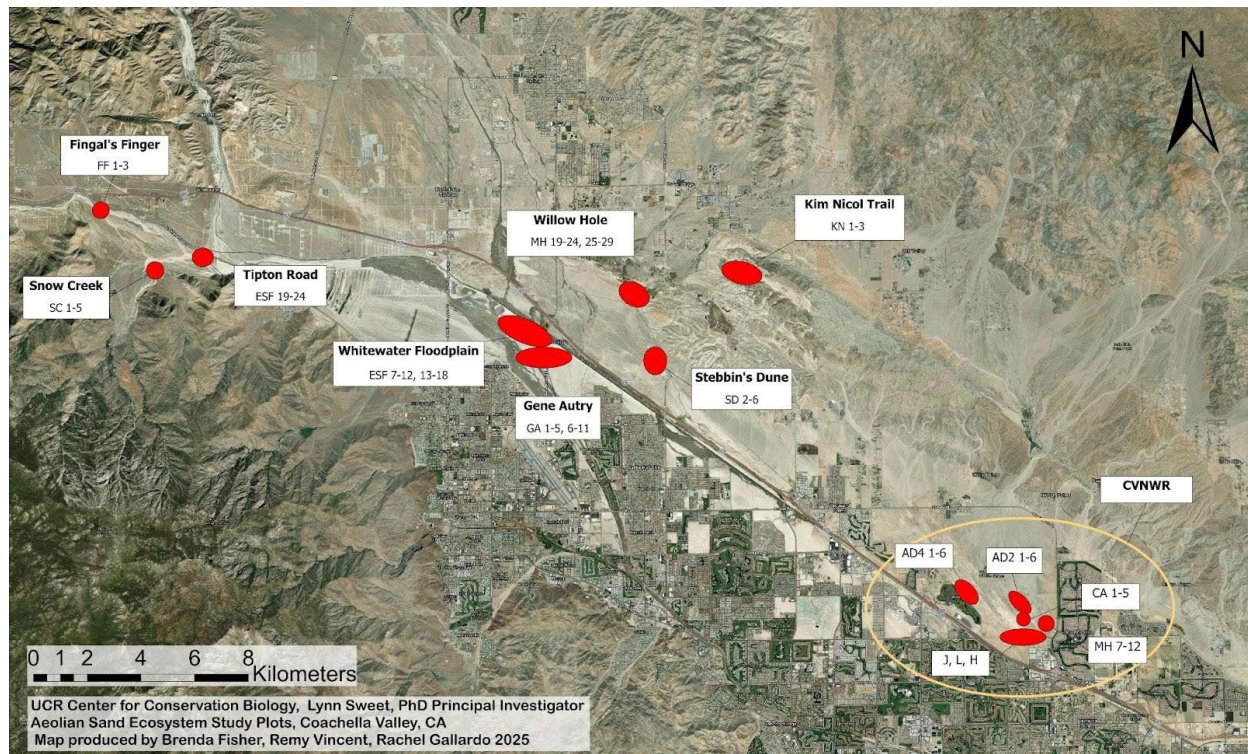 N
Fingal's Finger
FF 1-3
Snow Creek
SC 1-5
Tipton Road
ESF 19-24
Willow Hole
MH 19-24, 25-29
Kim Nicol Trail
KN 1-3
Whitewater Floodplain
ESF 7-12, 13-18
Stebbin's Dune
SD 2-6
Gene Autry
GA 1-5, 6-11
CVNWR
AD4 1-6
AD2 1-6
CA 1-5
MH 7-12
J, L, H
0 1 2 4 6 8
Kilometers
UCR Center for Conservation Biology, Lynn Sweet, PhD Principal Investigator
Aeolian Sand Ecosystem Study Plots, Coachella Valley, CA
Map produced by Brenda Fisher, Remy Vincent, Rachel Gallardo 2025